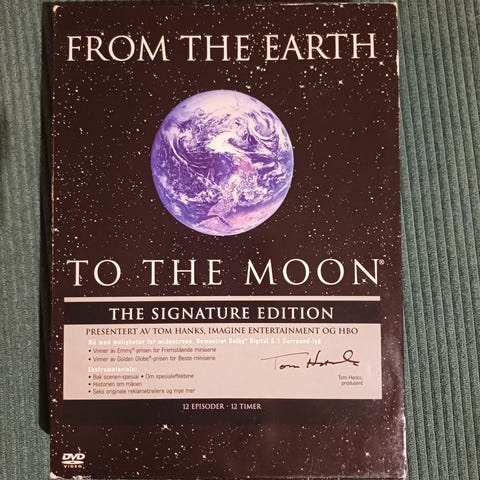 FROM THE EARTH
TO THE MOON®
THE SIGNATURE EDITION
PRESENTERT AV TOM HANKS, IMAGINE ENTERTAINMENT OG HBO
Nå med muligheter for widescreen. Remastret Dolby® Digital 5.1 Surround-lyd
• Vinner av Emmy®-prisen for Fremstående miniserie
• Vinner av Golden Globe®-prisen for Beste miniserie
Ekstramateriale:
• Bak scenen-spesial • Om spesialeffektene
• Historien om månen
• Seks originale reklametrailere og mye mer
Tom Hanks
Tom Hanks,
produsent
12 EPISODER · 12 TIMER
DVD
VIDEO